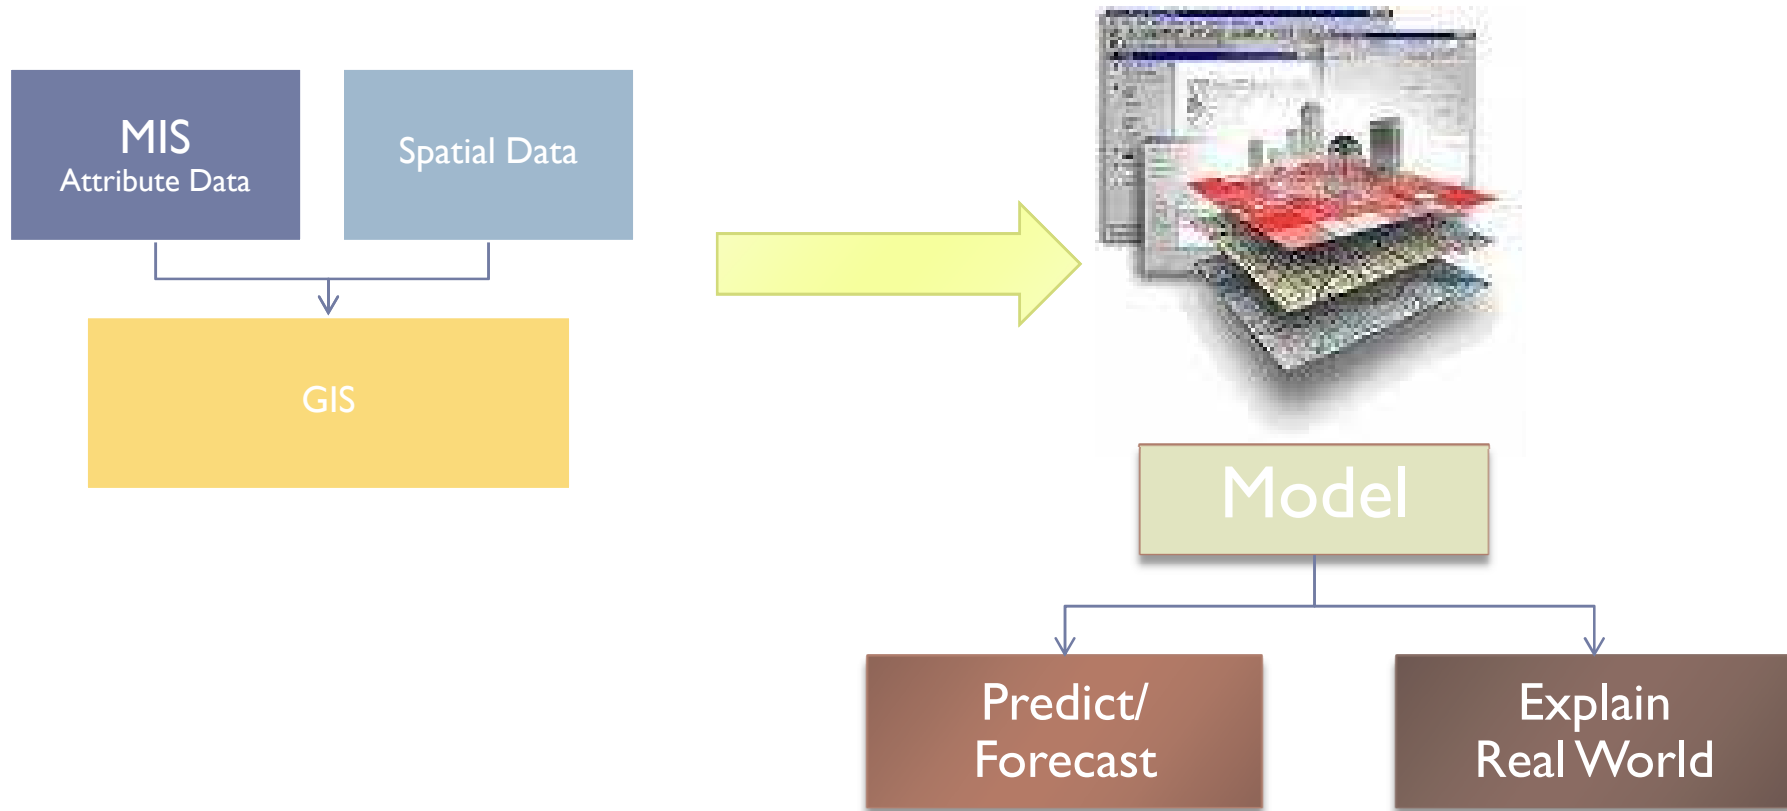 MIS
Attribute Data
Spatial Data
GIS
Model
Predict/
Forecast
Explain
Real World